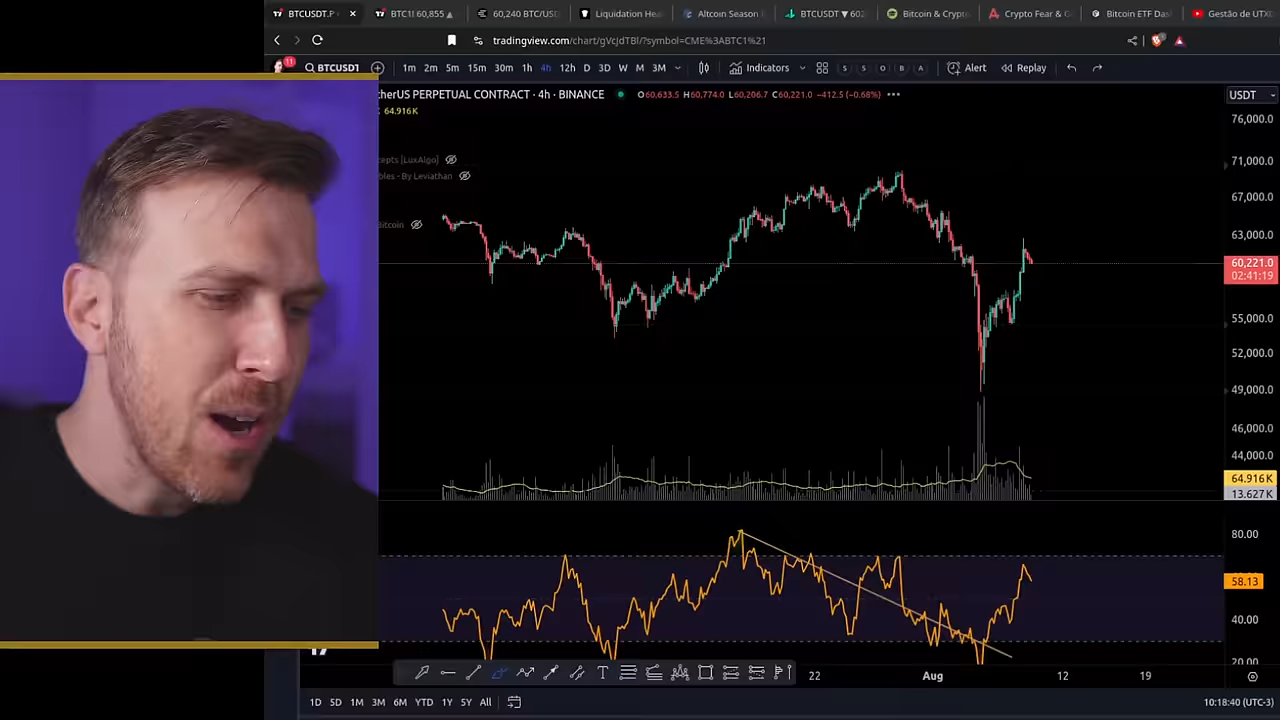 BTCUSDT.P
BTC1! 60,855 ▲
60,240 BTC/USD
Liquidation Hea
Altcoin Season I
BTCUSDT ▼ 602
Bitcoin & Crypto
Crypto Fear & G
Bitcoin ETF Das
Gestão de UTX
tradingview.com/chart/gVcJdTBl/?symbol=CME%3ABTC1%21
11 BTCUSDT 1m 2m 5m 15m 30m 1h 4h 12h D 3D W M 3M Indicators S S O B A Alert Replay
therUS PERPETUAL CONTRACT · 4h · BINANCE O60,633.5 H60,774.0 L60,206.7 C60,221.0 −412.5 (−0.68%) USDT
64.916K
cepts [LuxAlgo]
bles - By Leviathan
Bitcoin
76,000.0
71,000.0
67,000.0
63,000.0
60,221.0
02:41:19
55,000.0
52,000.0
49,000.0
46,000.0
44,000.0
64.916K
13.627K
80.00
58.13
40.00
20.00
22 Aug 12 19
1D 5D 1M 3M 6M YTD 1Y 5Y All 10:18:40 (UTC-3)